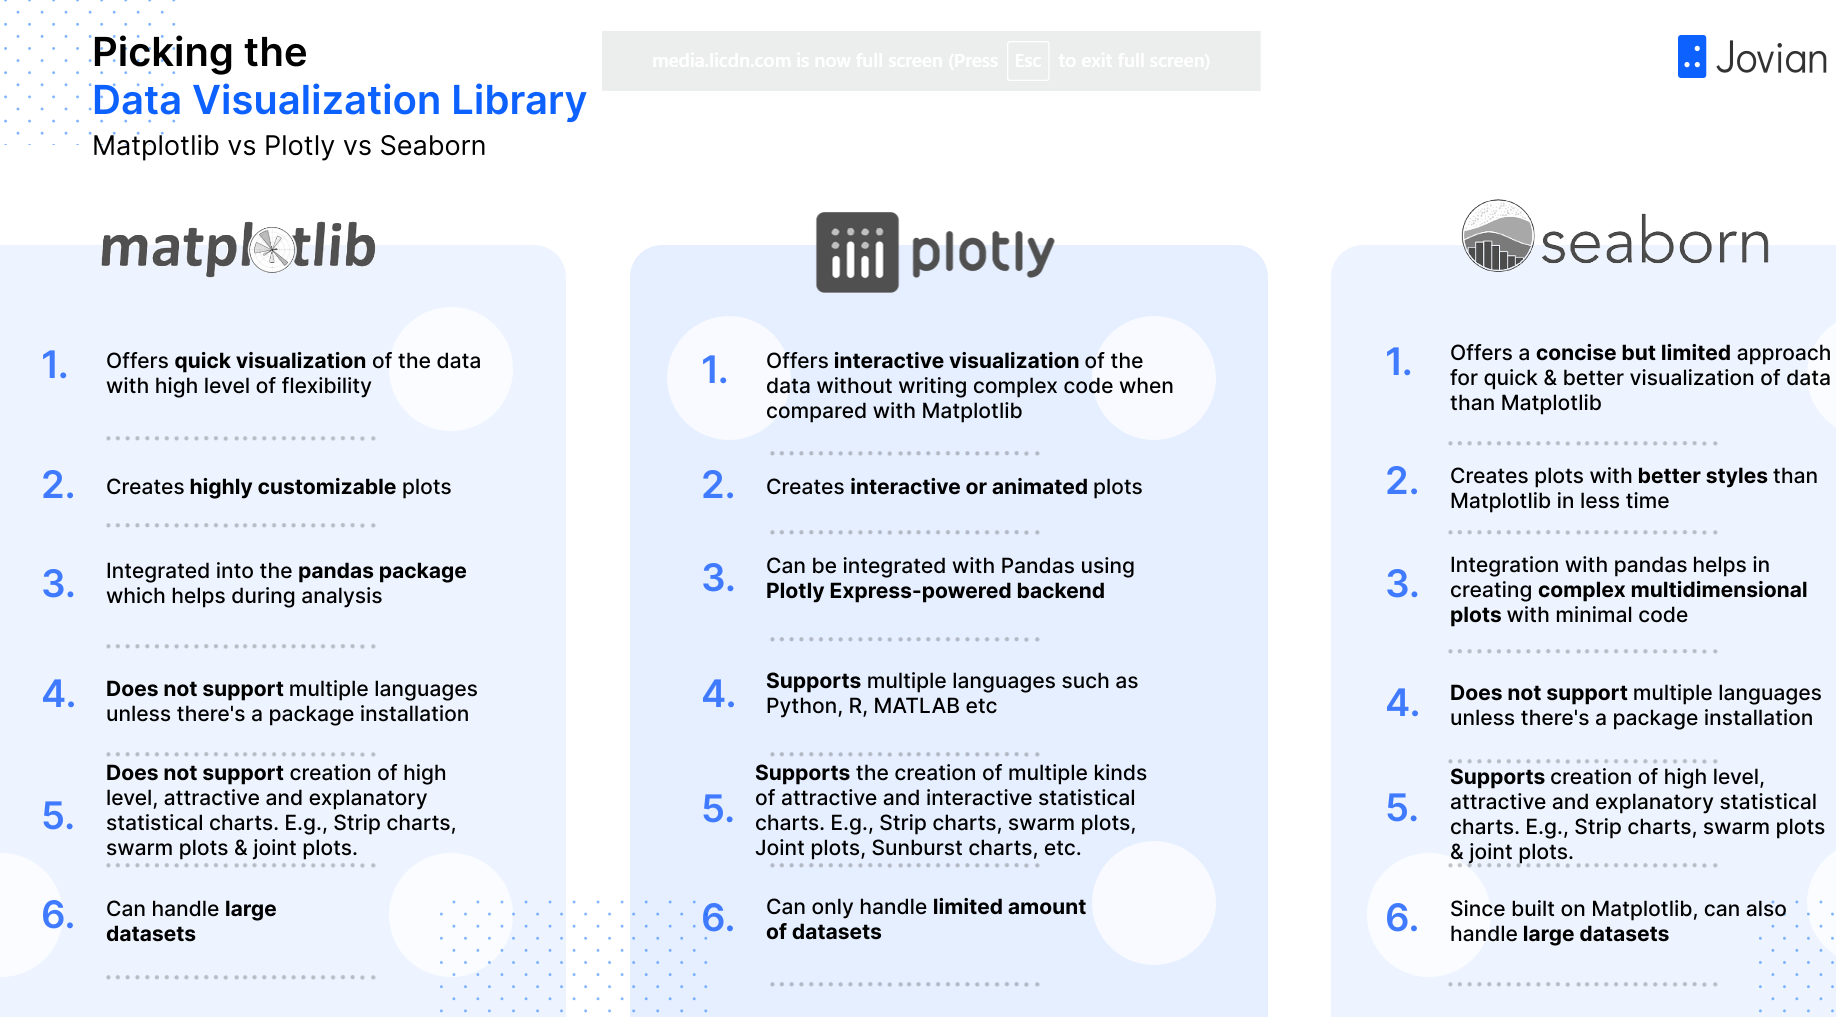 Picking the
Data Visualization Library
Matplotlib vs Plotly vs Seaborn
media.licdn.com is now full screen (Press Esc to exit full screen)
Jovian
matplotlib
1. Offers quick visualization of the data
with high level of flexibility
2. Creates highly customizable plots
3. Integrated into the pandas package
which helps during analysis
4. Does not support multiple languages
unless there's a package installation
5. Does not support creation of high
level, attractive and explanatory
statistical charts. E.g., Strip charts,
swarm plots & joint plots.
6. Can handle large
datasets
plotly
1. Offers interactive visualization of the
data without writing complex code when
compared with Matplotlib
2. Creates interactive or animated plots
3. Can be integrated with Pandas using
Plotly Express-powered backend
4. Supports multiple languages such as
Python, R, MATLAB etc
5. Supports the creation of multiple kinds
of attractive and interactive statistical
charts. E.g., Strip charts, swarm plots,
Joint plots, Sunburst charts, etc.
6. Can only handle limited amount
of datasets
seaborn
1. Offers a concise but limited approach
for quick & better visualization of data
than Matplotlib
2. Creates plots with better styles than
Matplotlib in less time
3. Integration with pandas helps in
creating complex multidimensional
plots with minimal code
4. Does not support multiple languages
unless there's a package installation
5. Supports creation of high level,
attractive and explanatory statistical
charts. E.g., Strip charts, swarm plots
& joint plots.
6. Since built on Matplotlib, can also
handle large datasets